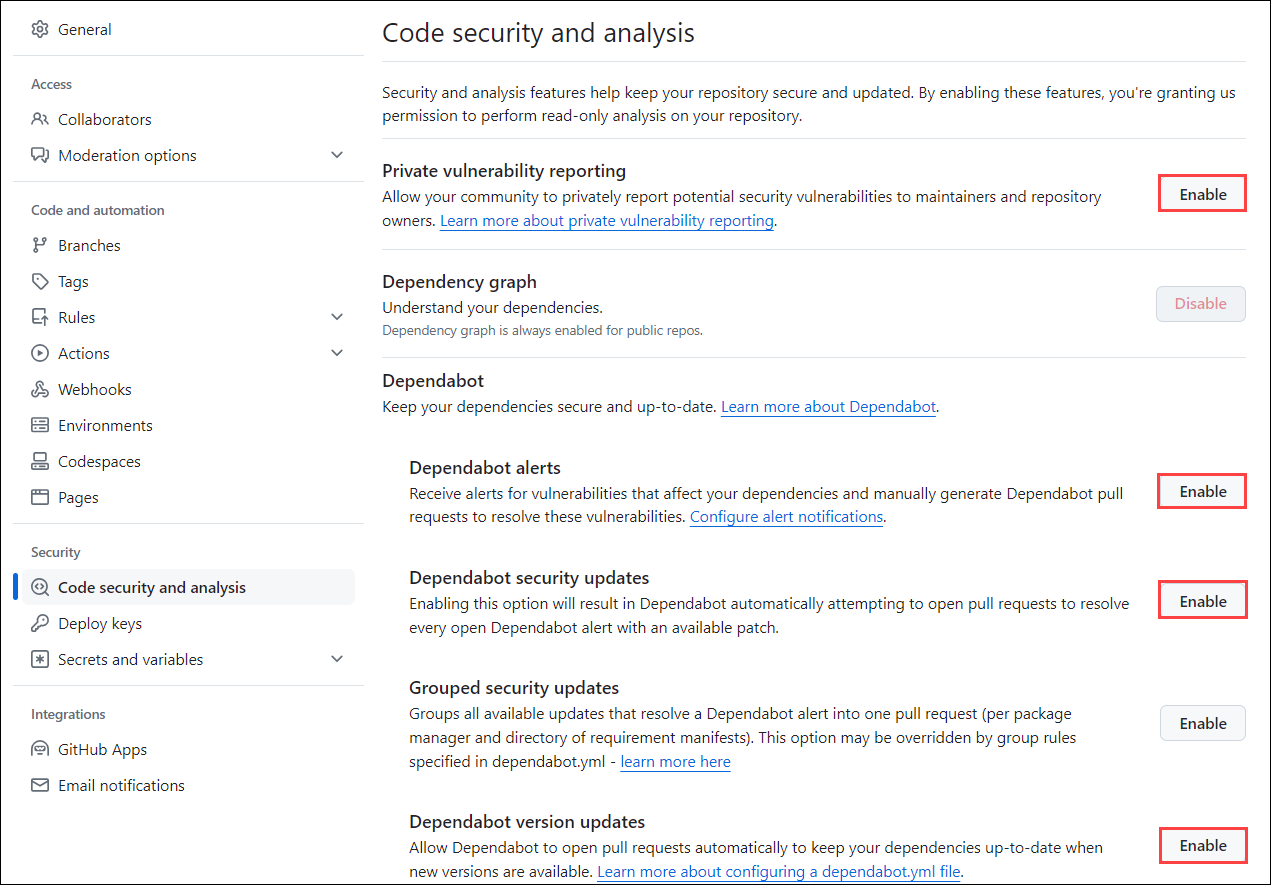 General
Access
Collaborators
Moderation options
Code and automation
Branches
Tags
Rules
Actions
Webhooks
Environments
Codespaces
Pages
Security
Code security and analysis
Deploy keys
Secrets and variables
Integrations
GitHub Apps
Email notifications
Code security and analysis
Security and analysis features help keep your repository secure and updated. By enabling these features, you're granting us
permission to perform read-only analysis on your repository.
Private vulnerability reporting
Allow your community to privately report potential security vulnerabilities to maintainers and repository
owners. Learn more about private vulnerability reporting.
Enable
Dependency graph
Understand your dependencies.
Dependency graph is always enabled for public repos.
Disable
Dependabot
Keep your dependencies secure and up-to-date. Learn more about Dependabot.
Dependabot alerts
Receive alerts for vulnerabilities that affect your dependencies and manually generate Dependabot pull
requests to resolve these vulnerabilities. Configure alert notifications.
Enable
Dependabot security updates
Enabling this option will result in Dependabot automatically attempting to open pull requests to resolve
every open Dependabot alert with an available patch.
Enable
Grouped security updates
Groups all available updates that resolve a Dependabot alert into one pull request (per package
manager and directory of requirement manifests). This option may be overridden by group rules
specified in dependabot.yml - learn more here
Enable
Dependabot version updates
Allow Dependabot to open pull requests automatically to keep your dependencies up-to-date when
new versions are available. Learn more about configuring a dependabot.yml file.
Enable